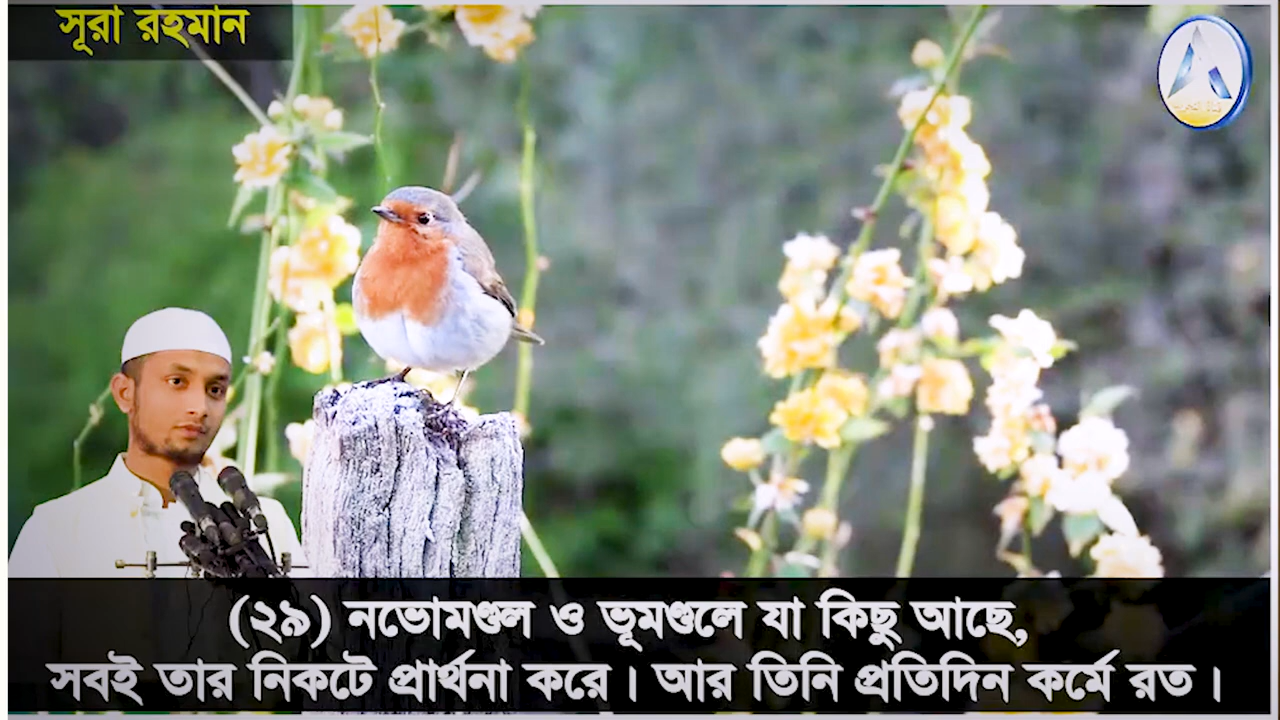 সূরা রহমান
(২৯) নভোমণ্ডল ও ভূমণ্ডলে যা কিছু আছে,
সবই তার নিকটে প্রার্থনা করে। আর তিনি প্রতিদিন কর্মে রত।